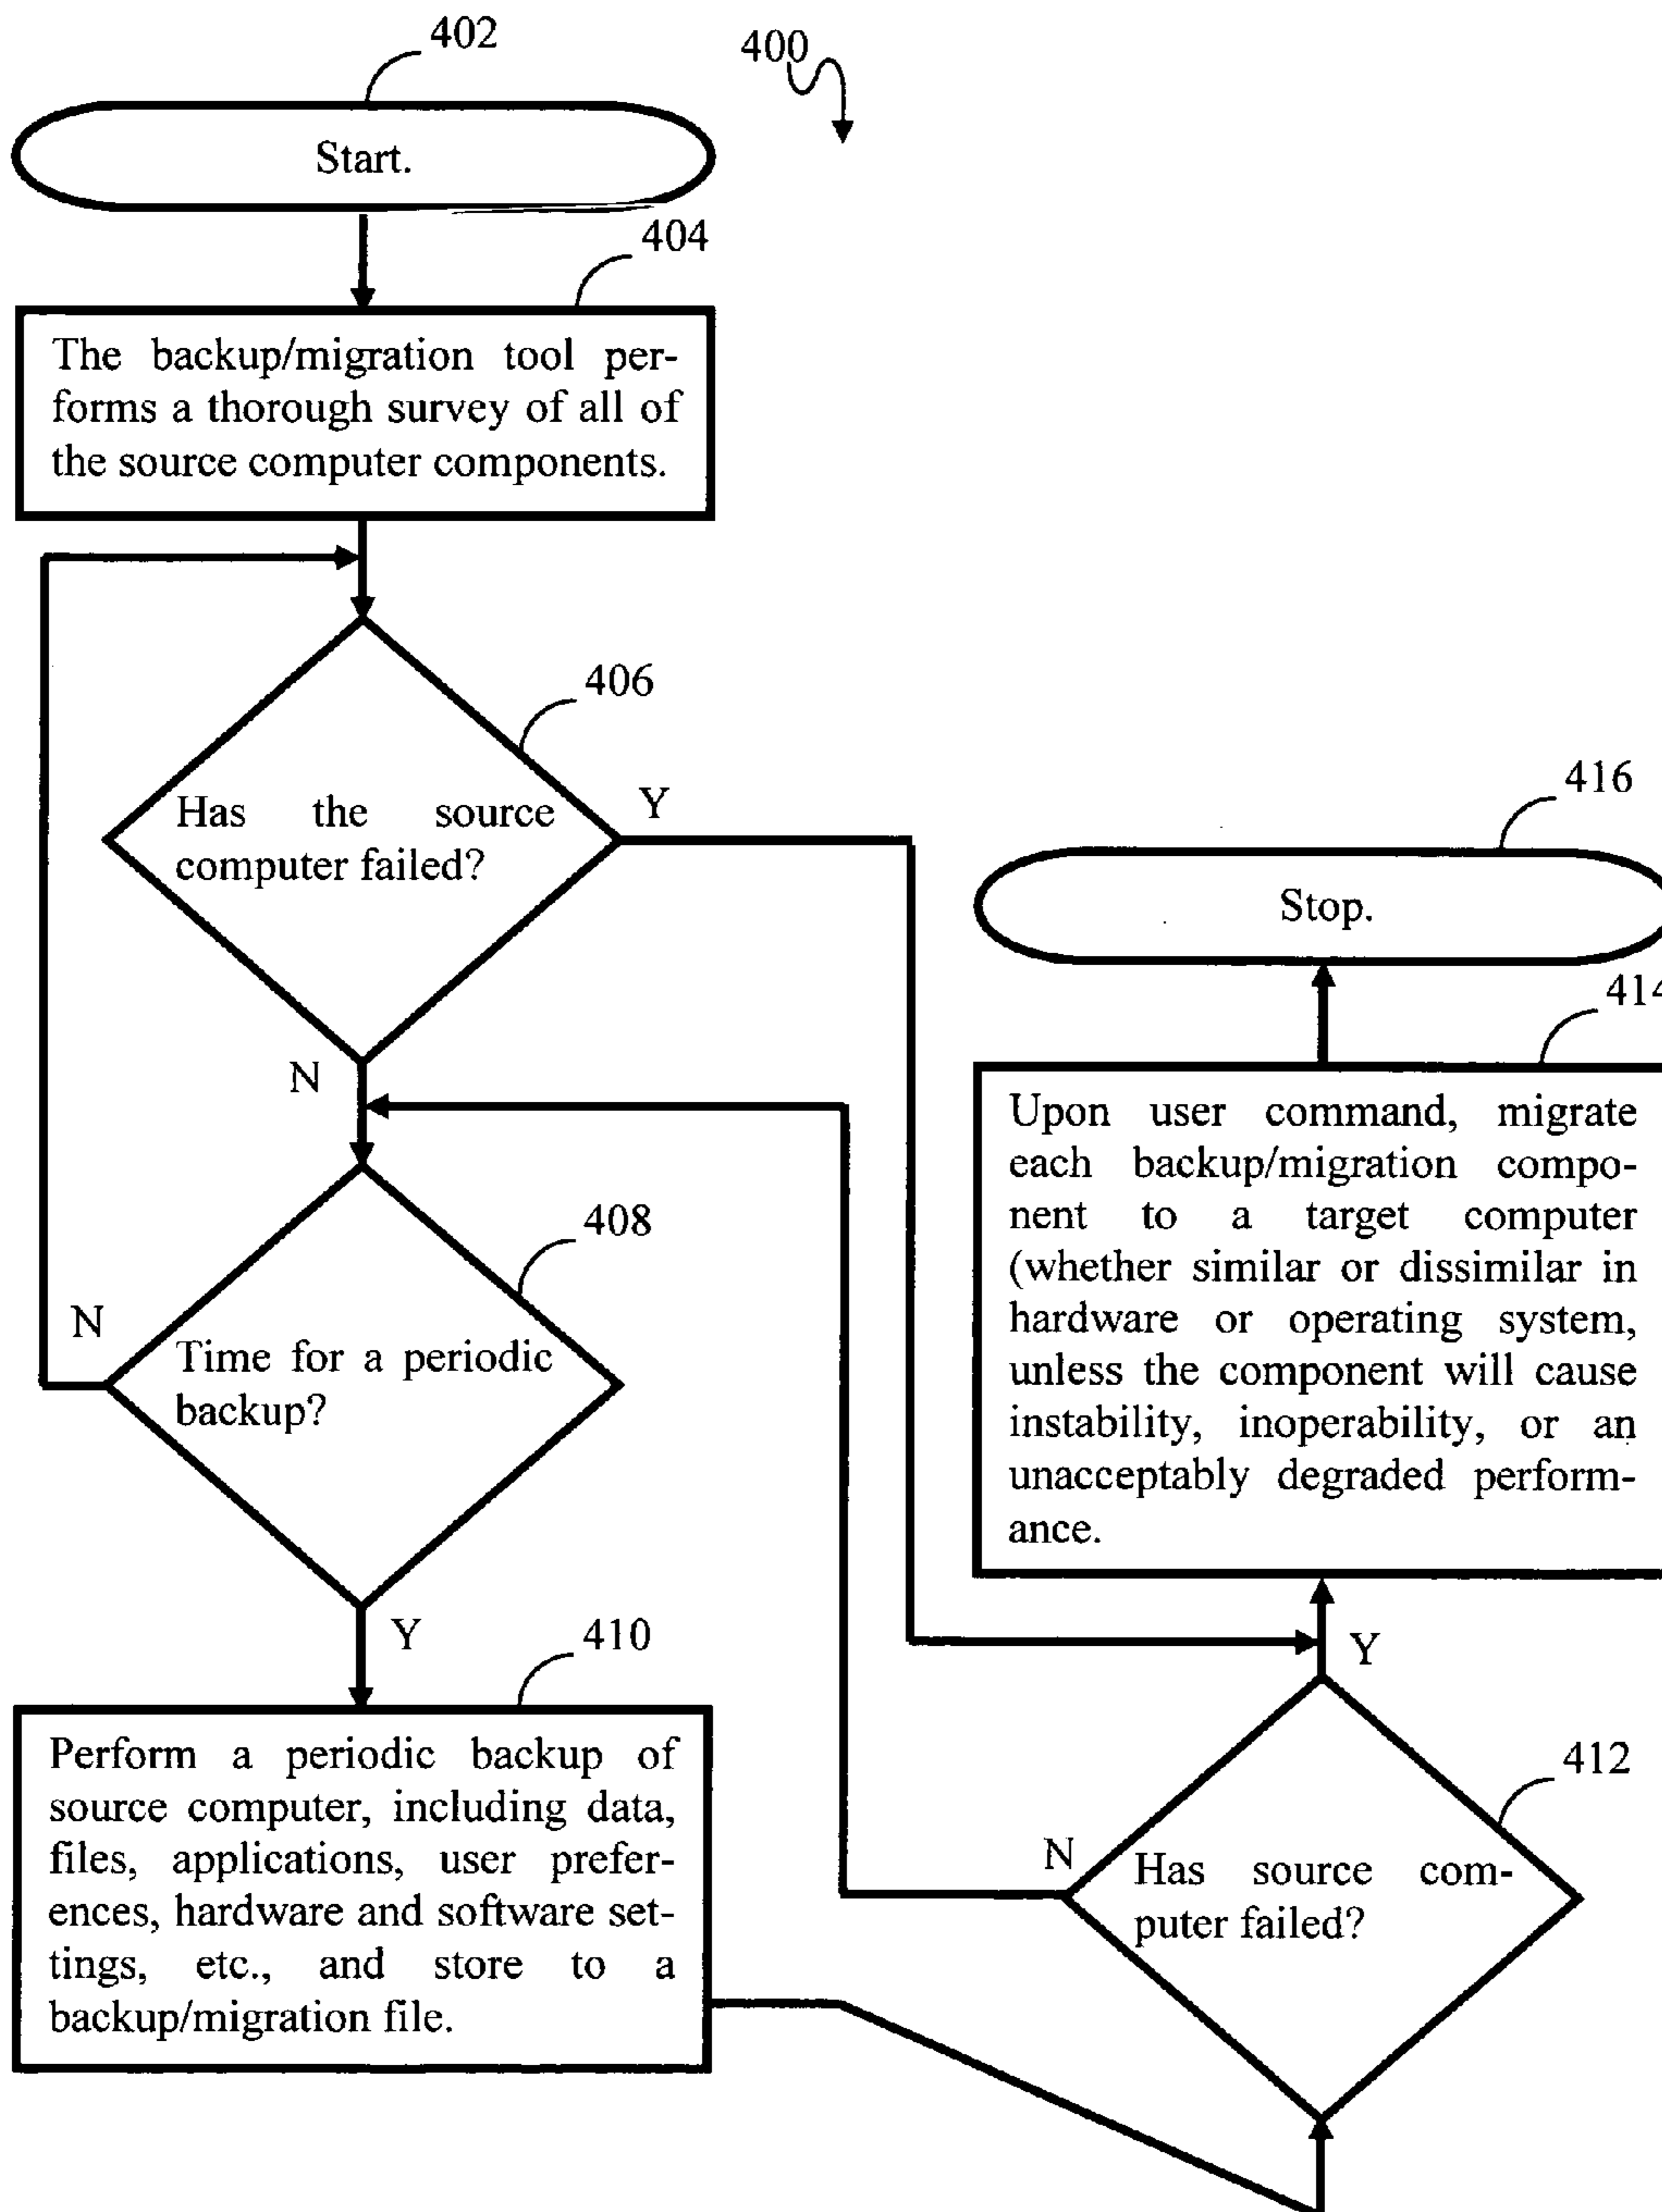 402
400
Start.
404
The backup/migration tool per-
forms a thorough survey of all of
the source computer components.
406
Has the source
computer failed?
Y
N
408
Time for a periodic
backup?
N
Y
410
Perform a periodic backup of
source computer, including data,
files, applications, user prefer-
ences, hardware and software set-
tings, etc., and store to a
backup/migration file.
416
Stop.
414
Upon user command, migrate
each backup/migration compo-
nent to a target computer
(whether similar or dissimilar in
hardware or operating system,
unless the component will cause
instability, inoperability, or an
unacceptably degraded perform-
ance.
Y
412
N
Has source com-
puter failed?